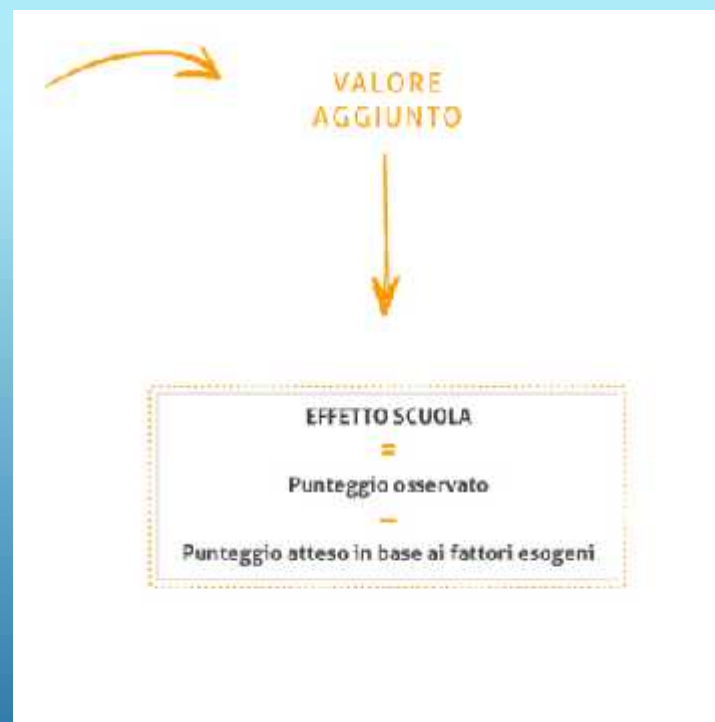 VALORE
AGGIUNTO
EFFETTO SCUOLA
=
Punteggio osservato
–
Punteggio atteso in base ai fattori esogeni